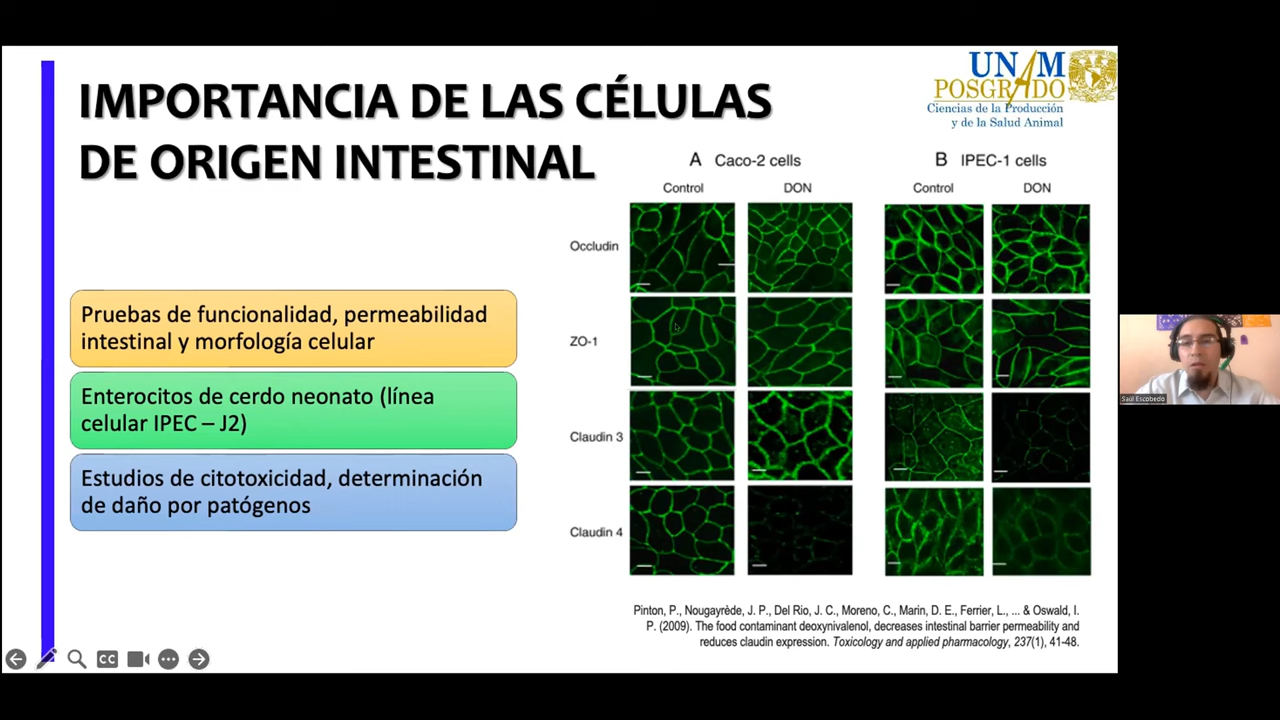 IMPORTANCIA DE LAS CÉLULAS
DE ORIGEN INTESTINAL
UNAM
POSGRADO
Ciencias de la Producción
y de la Salud Animal
Pruebas de funcionalidad, permeabilidad
intestinal y morfología celular
Enterocitos de cerdo neonato (línea
celular IPEC – J2)
Estudios de citotoxicidad, determinación
de daño por patógenos
A Caco-2 cells
B IPEC-1 cells
Control
DON
Control
DON
Occludin
ZO-1
Claudin 3
Claudin 4
Pinton, P., Nougayrède, J. P., Del Rio, J. C., Moreno, C., Marin, D. E., Ferrier, L., ... & Oswald, I.
P. (2009). The food contaminant deoxynivalenol, decreases intestinal barrier permeability and
reduces claudin expression. Toxicology and applied pharmacology, 237(1), 41-48.
CC
Saúl Escobedo